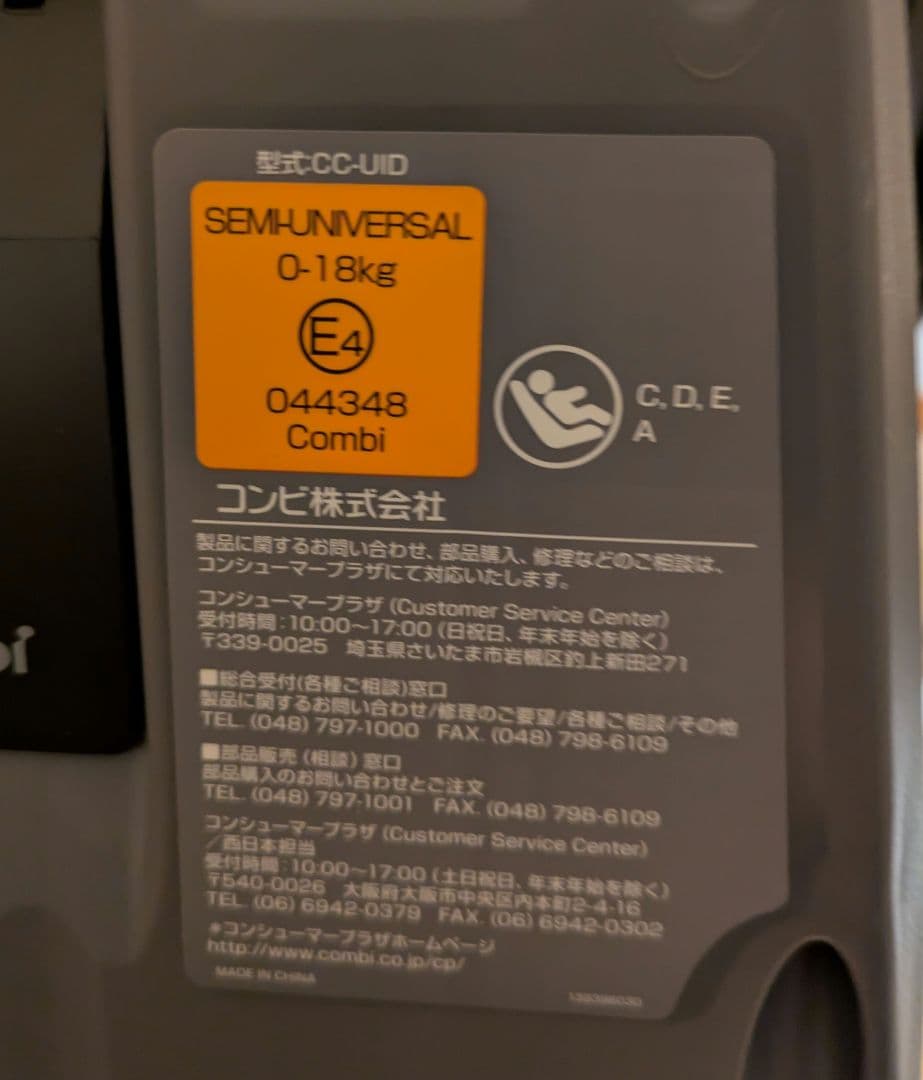 型式:CC-UID
SEMI-UNIVERSAL
0-18kg
E4
044348
Combi
C, D, E,
A
コンビ株式会社
製品に関するお問い合わせ、部品購入、修理などのご相談は、
コンシューマープラザにて対応いたします。
コンシューマープラザ (Customer Service Center)
受付時間:10:00〜17:00 (日祝日、年末年始を除く)
〒339-0025 埼玉県さいたま市岩槻区釣上新田271
■総合受付(各種ご相談)窓口
製品に関するお問い合わせ/修理のご要望/各種ご相談/その他
TEL. (048) 797-1000 FAX. (048) 798-6109
■部品販売 (相談) 窓口
部品購入のお問い合わせとご注文
TEL. (048) 797-1001 FAX. (048) 798-6109
コンシューマープラザ (Customer Service Center)
/西日本担当
受付時間:10:00〜17:00 (土日祝日、年末年始を除く)
〒540-0026 大阪府大阪市中央区内本町2-4-16
TEL. (06) 6942-0379 FAX. (06) 6942-0302
*コンシューマープラザホームページ
http://www.combi.co.jp/cp/
MADE IN CHINA